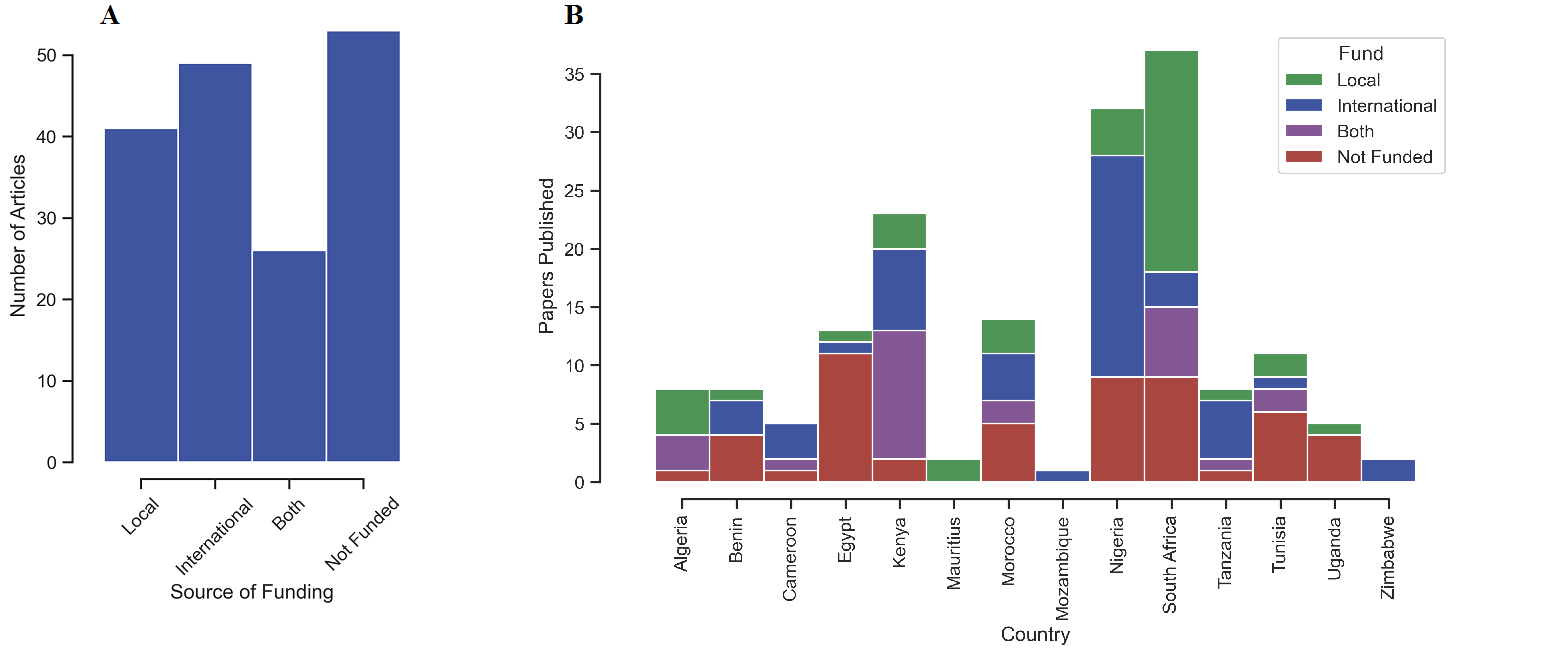 A
50
40
30
20
10
0
Number of Articles
Local
International
Both
Not Funded
Source of Funding
B
35
30
25
20
15
10
5
0
Papers Published
Fund
Local
International
Both
Not Funded
Algeria
Benin
Cameroon
Egypt
Kenya
Mauritius
Morocco
Mozambique
Nigeria
South Africa
Tanzania
Tunisia
Uganda
Zimbabwe
Country